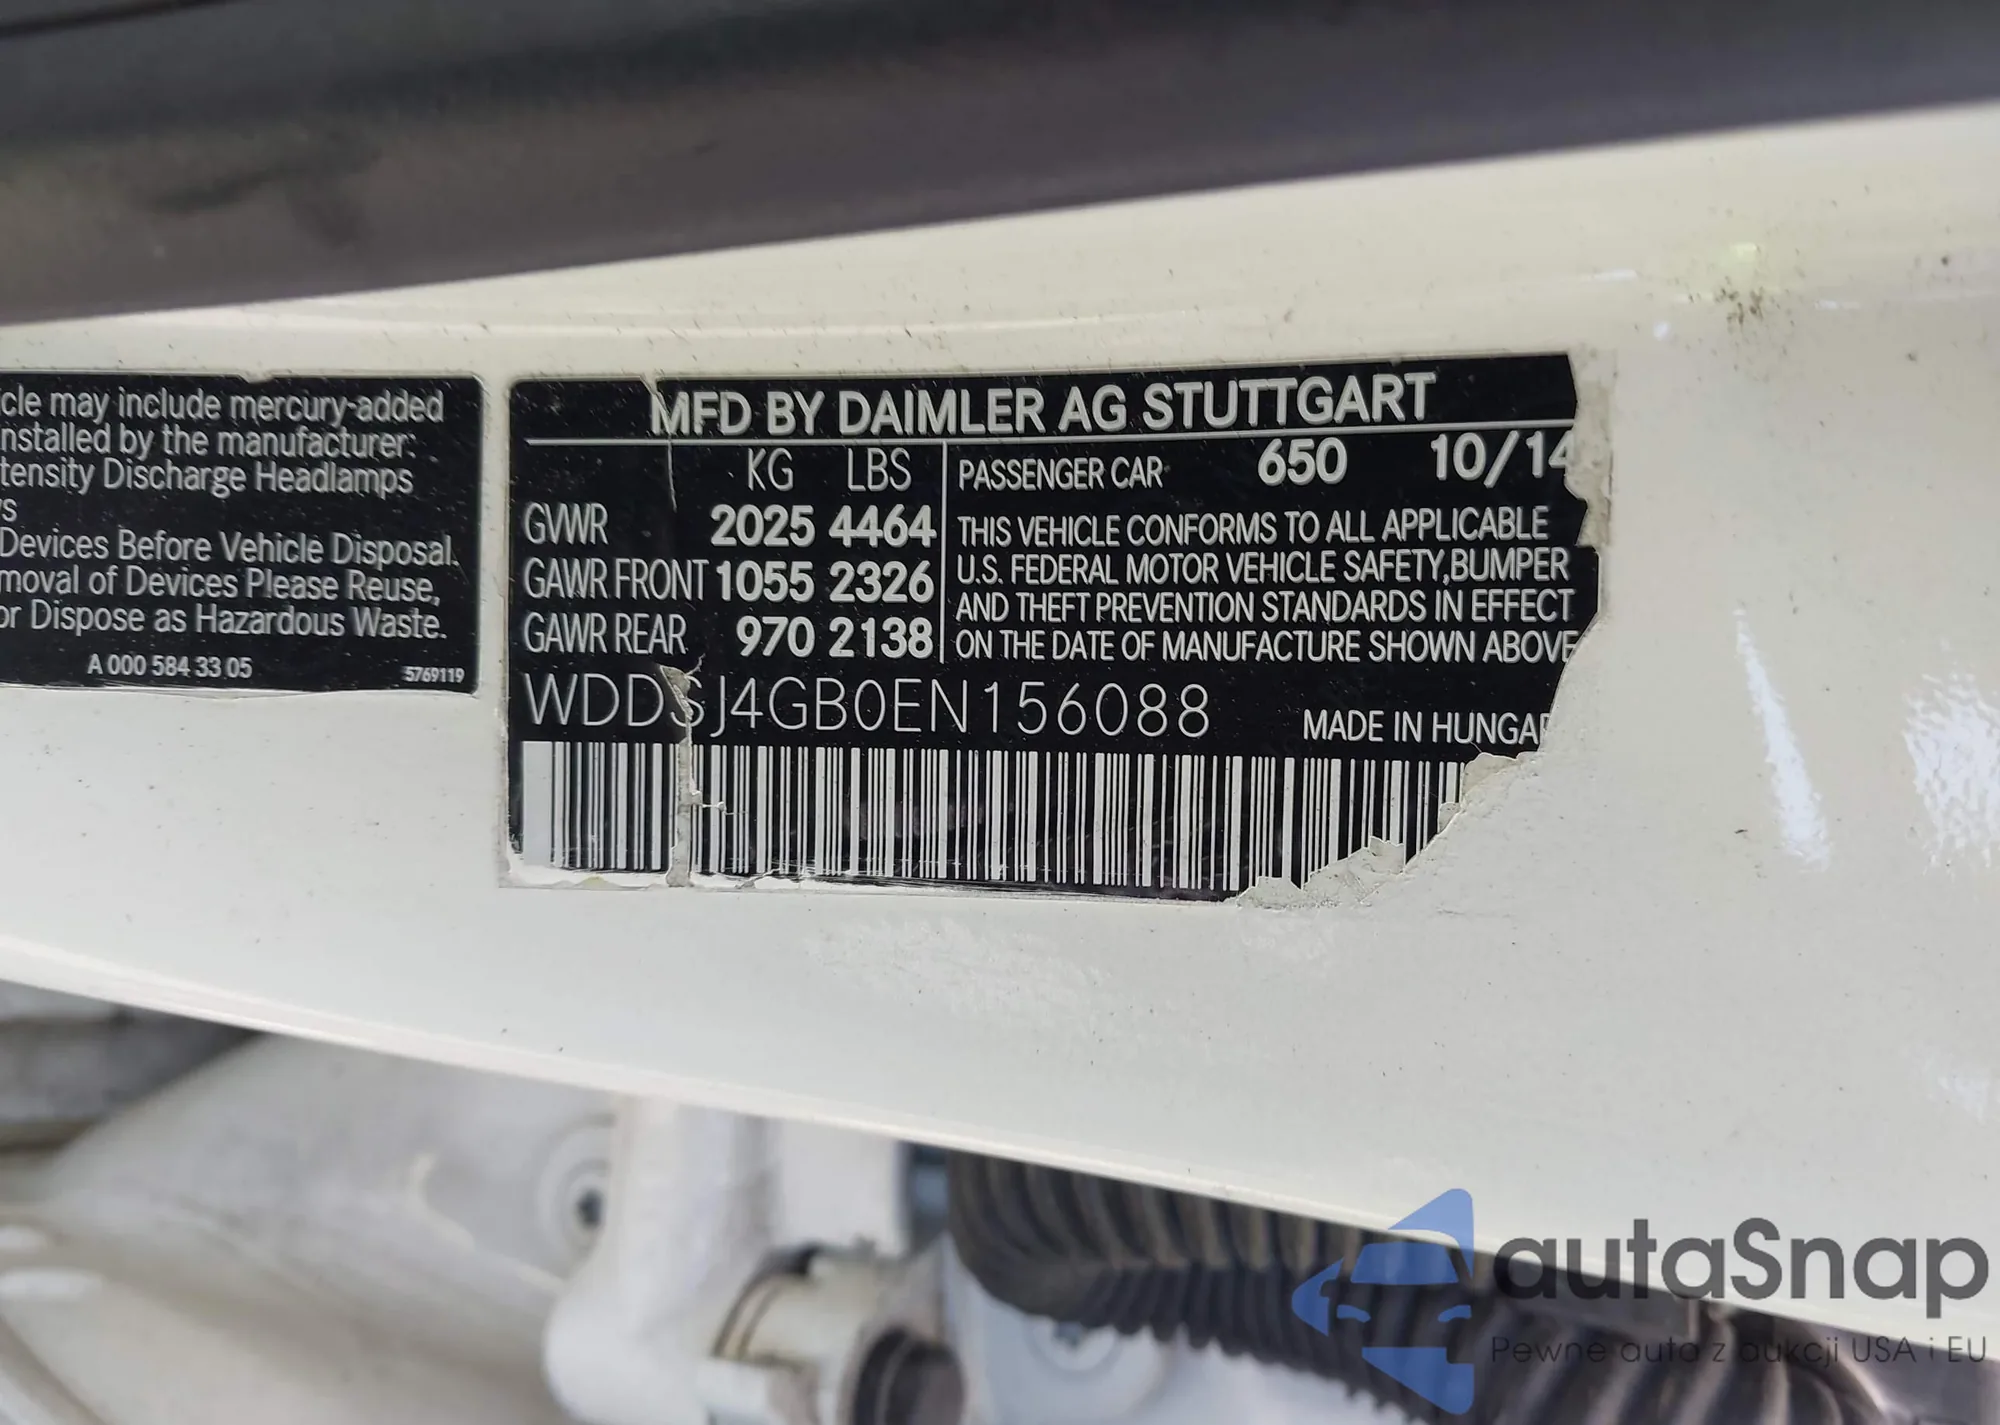 cle may include mercury-added
nstalled by the manufacturer:
tensity Discharge Headlamps
s
Devices Before Vehicle Disposal.
moval of Devices Please Reuse,
or Dispose as Hazardous Waste.
A 000 584 33 05 5769119
MFD BY DAIMLER AG STUTTGART
KG LBS
GVWR 2025 4464
GAWR FRONT 1055 2326
GAWR REAR 970 2138
PASSENGER CAR 650 10/14
THIS VEHICLE CONFORMS TO ALL APPLICABLE
U.S. FEDERAL MOTOR VEHICLE SAFETY,BUMPER
AND THEFT PREVENTION STANDARDS IN EFFECT
ON THE DATE OF MANUFACTURE SHOWN ABOVE
WDDSJ4GB0EN156088
MADE IN HUNGAR
autaSnap
Pewne auta z aukcji USA i EU